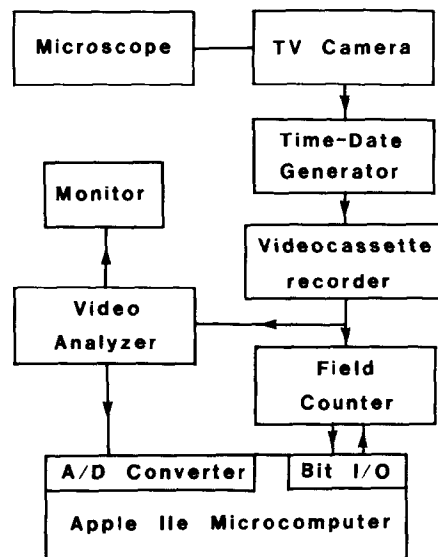 Microscope
TV Camera
Time-Date
Generator
Monitor
Videocassette
recorder
Video
Analyzer
Field
Counter
A/D Converter
Bit I/O
Apple IIe Microcomputer